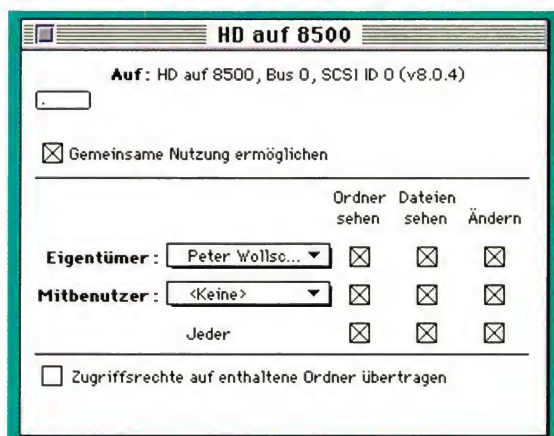 HD auf 8500
Auf: HD auf 8500, Bus 0, SCSI ID 0 (v8.0.4)
.
Gemeinsame Nutzung ermöglichen
Ordner sehen Dateien sehen Ändern
Eigentümer: Peter Wollsc...
Mitbenutzer: <Keine>
Jeder
Zugriffsrechte auf enthaltene Ordner übertragen